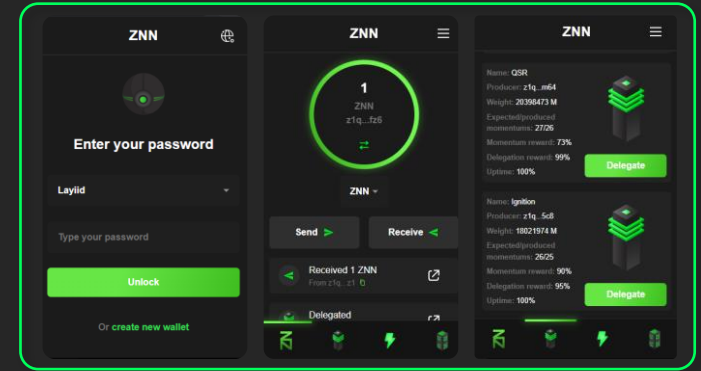 ZNN
Enter your password
Layiid
Type your password
Unlock
Or create new wallet
ZNN
1
ZNN
z1q...fz6
ZNN
Send
Receive
Received 1 ZNN
From z1q...z1
Delegated
ZNN
Name: QSR
Producer: z1q...m64
Weight: 20398473 M
Expected/produced
momentums: 27/26
Momentum reward: 73%
Delegation reward: 99%
Uptime: 100%
Delegate
Name: Ignition
Producer: z1q...5c8
Weight: 18021974 M
Expected/produced
momentums: 26/25
Momentum reward: 90%
Delegation reward: 95%
Uptime: 100%
Delegate